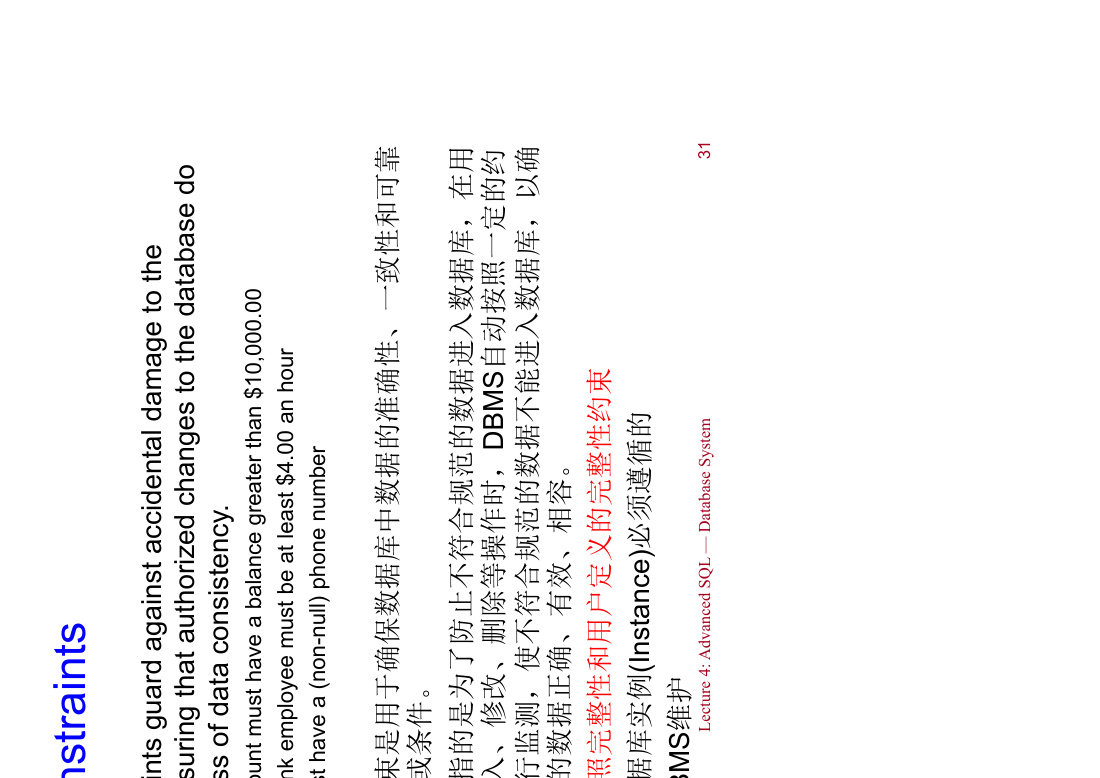 nstraints
ints guard against accidental damage to the
suring that authorized changes to the database do
ss of data consistency.
ount must have a balance greater than $10,000.00
nk employee must be at least $4.00 an hour
st have a (non-null) phone number
束是用于确保数据库中数据的准确性、一致性和可靠
或条件。
指的是为了防止不符合规范的数据进入数据库，在用
入、修改、删除等操作时，DBMS自动按照一定的约
行监测，使不符合规范的数据不能进入数据库，以确
的数据正确、有效、相容。
照完整性和用户定义的完整性约束
据库实例(Instance)必须遵循的
BMS维护
Lecture 4: Advanced SQL — Database System
31